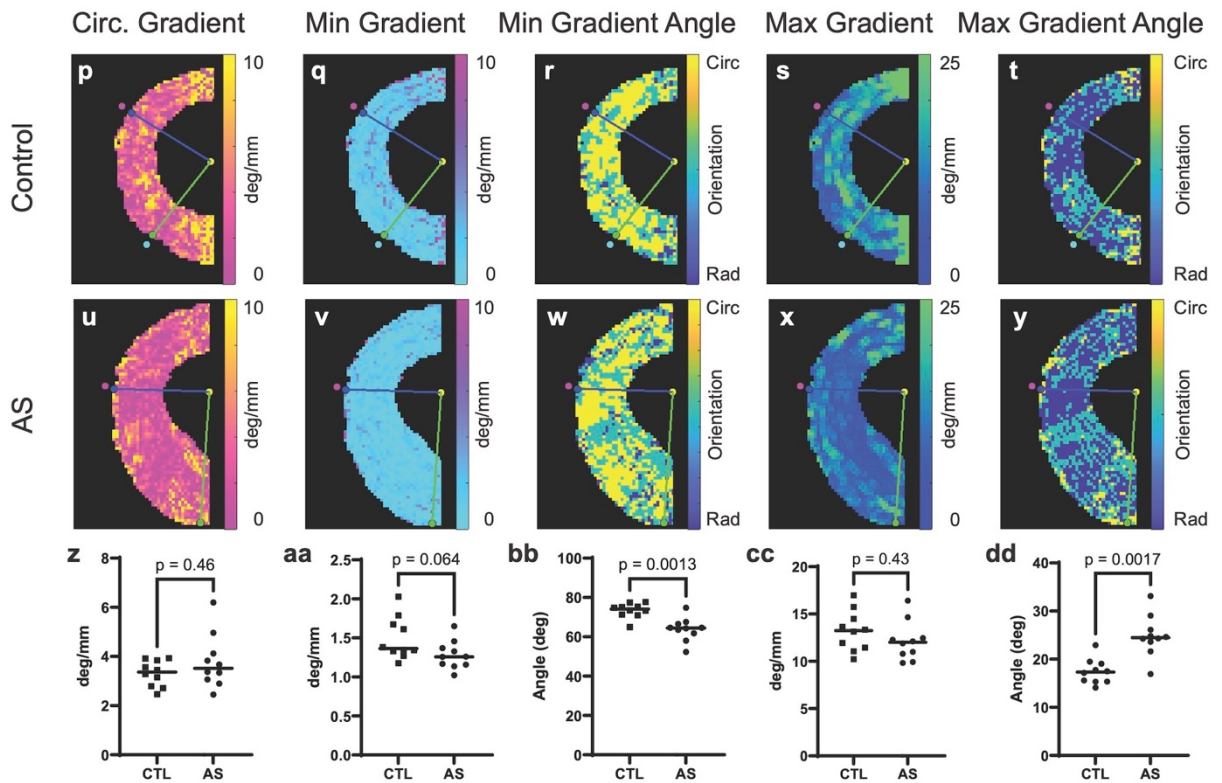 Circ. Gradient Min Gradient Min Gradient Angle Max Gradient Max Gradient Angle
Control
p 10 deg/mm 0
q 10 deg/mm 0
r Circ Orientation Rad
s 25 deg/mm 0
t Circ Orientation Rad
AS
u 10 deg/mm 0
v 10 deg/mm 0
w Circ Orientation Rad
x 25 deg/mm 0
y Circ Orientation Rad
z
p = 0.46
deg/mm
8
6
4
2
0
CTL AS
aa
p = 0.064
deg/mm
2.5
2.0
1.5
1.0
0.5
0.0
CTL AS
bb
p = 0.0013
Angle (deg)
100
80
60
40
20
0
CTL AS
cc
p = 0.43
deg/mm
20
15
10
5
0
CTL AS
dd
p = 0.0017
Angle (deg)
40
30
20
10
0
CTL AS